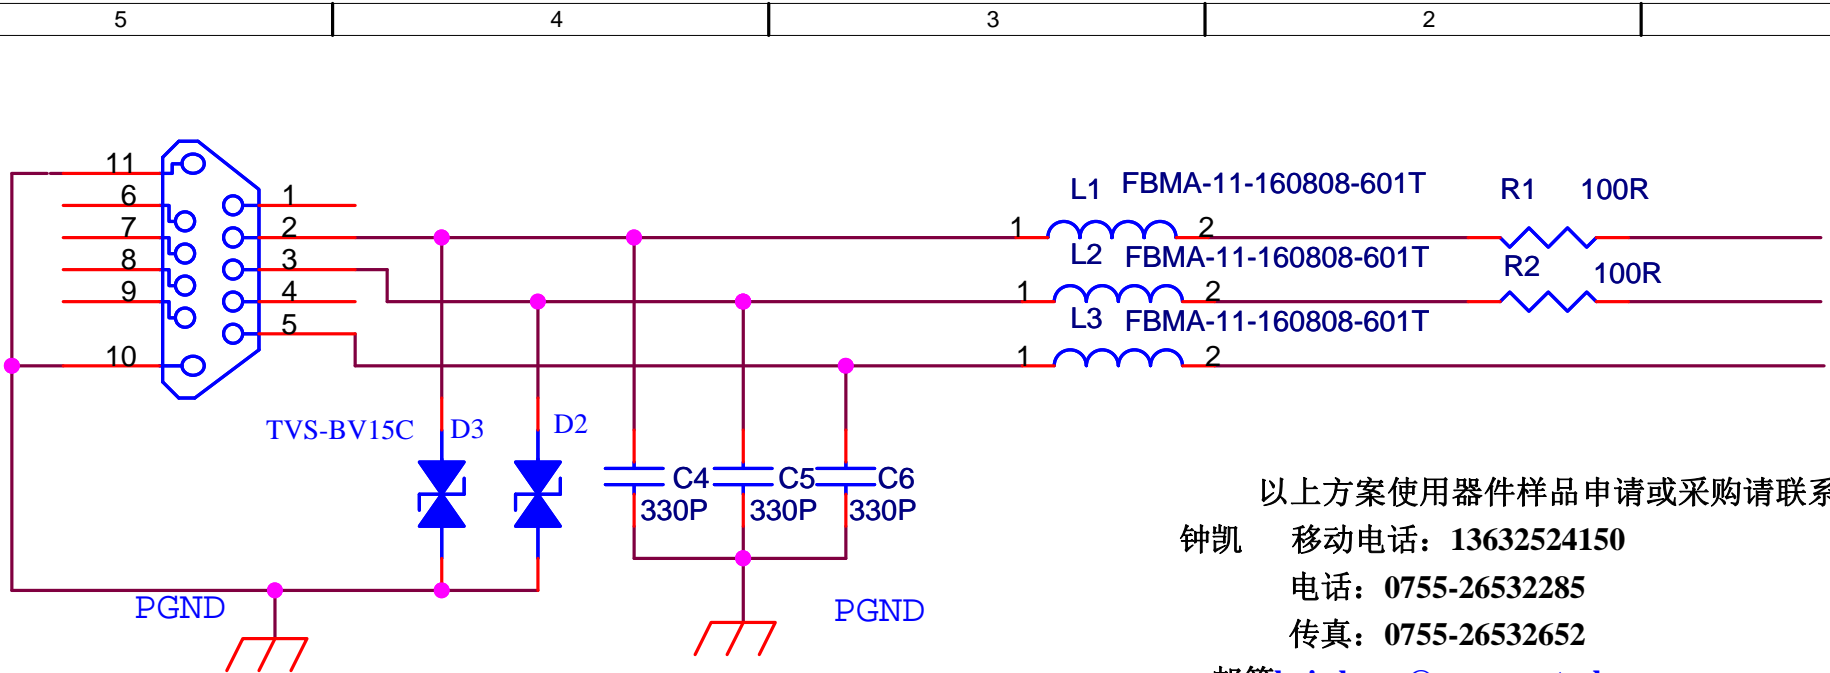 5 4 3 2
11
6
7
8
9
10
1
2
3
4
5
L1 FBMA-11-160808-601T R1 100R
1 2
L2 FBMA-11-160808-601T R2 100R
1 2
L3 FBMA-11-160808-601T
1 2
TVS-BV15C D3 D2
C4 C5 C6
330P 330P 330P
PGND PGND
以上方案使用器件样品申请或采购请联系
钟凯 移动电话：13632524150
电话：0755-26532285
传真：0755-26532652